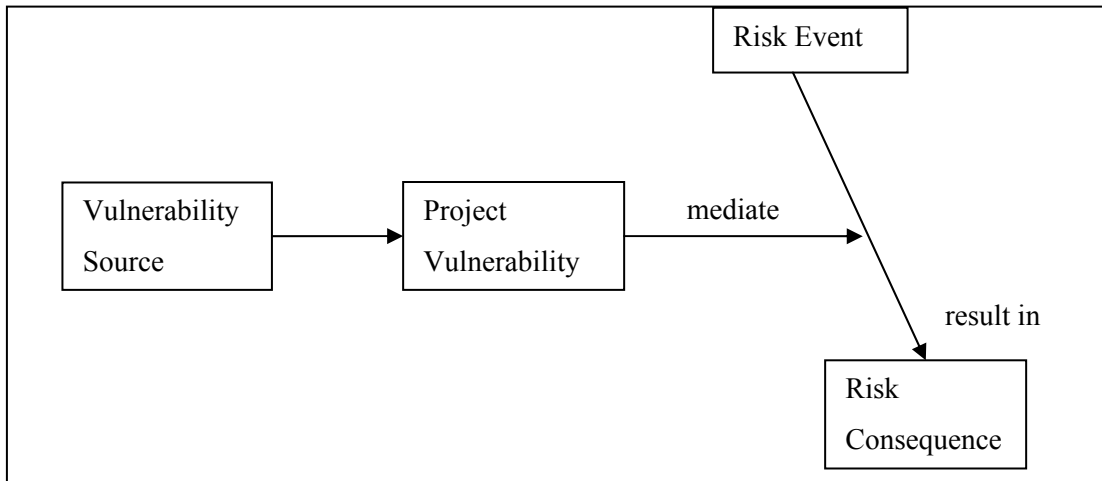 Risk Event
Vulnerability
Source
Project
Vulnerability
mediate
result in
Risk
Consequence